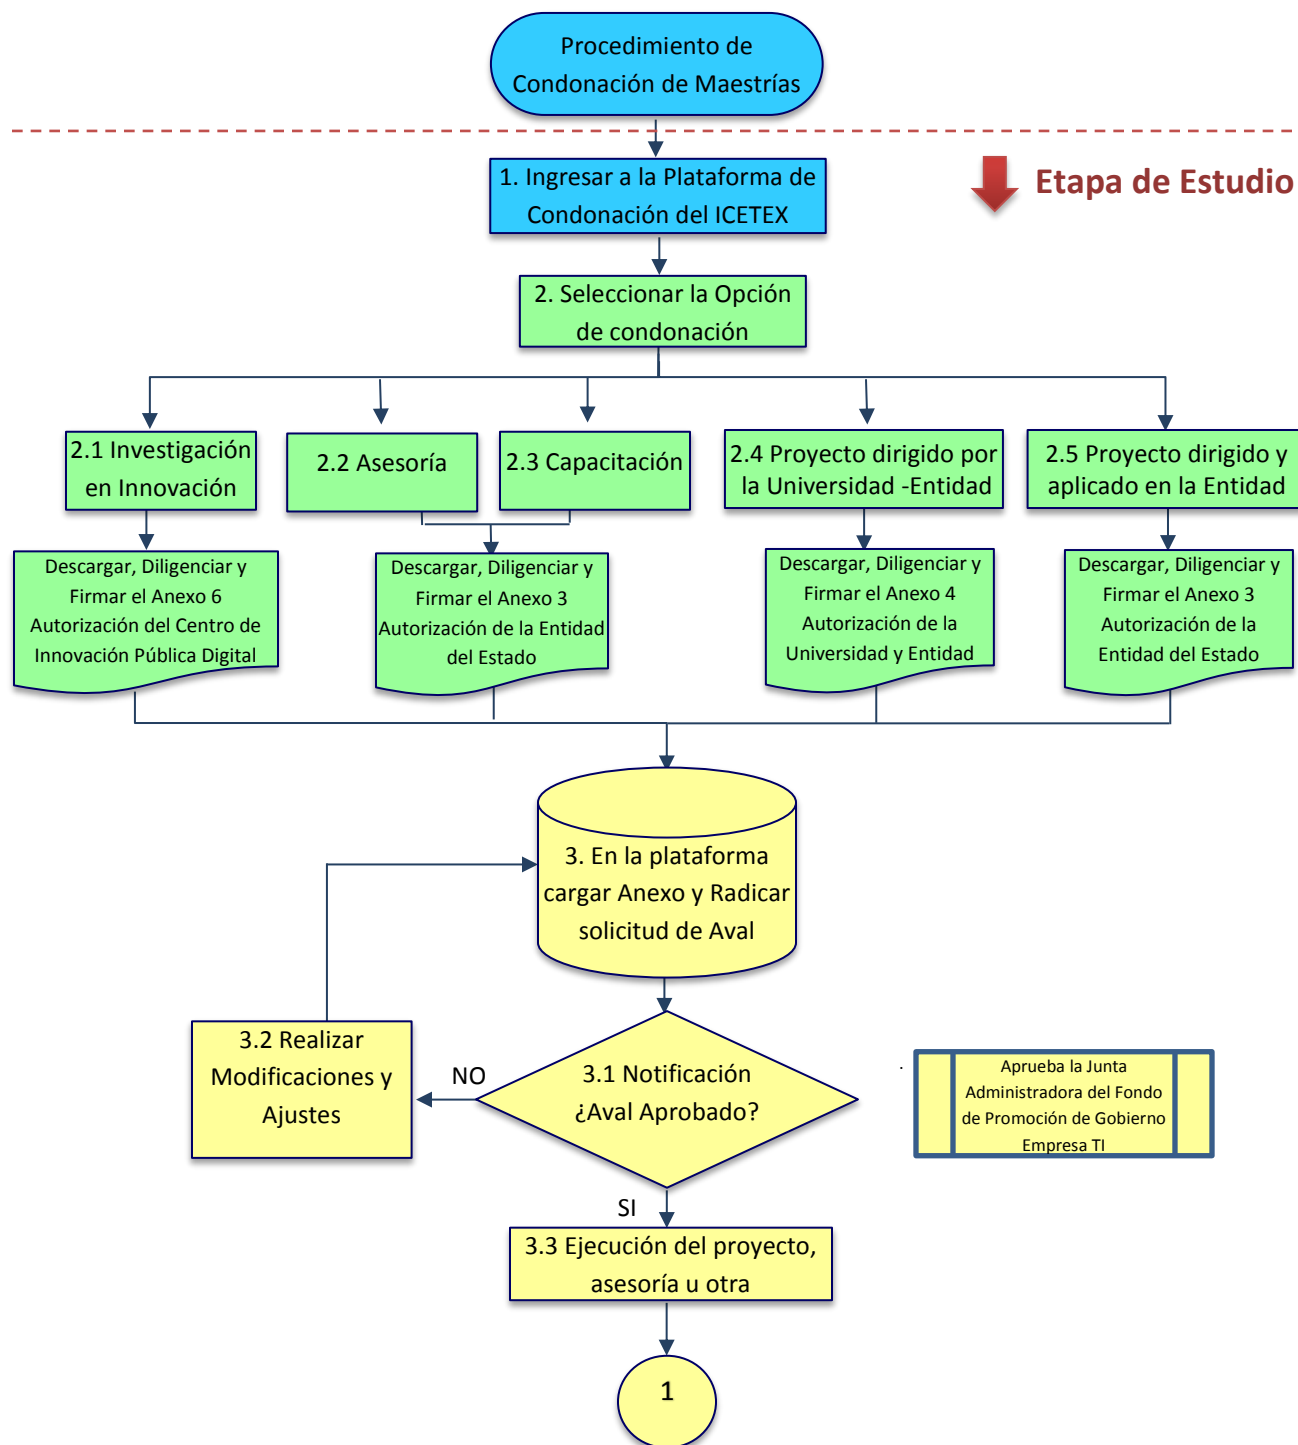 Procedimiento de
Condonación de Maestrías
1. Ingresar a la Plataforma de
Condonación del ICETEX
Etapa de Estudio
2. Seleccionar la Opción
de condonación
2.1 Investigación
en Innovación
2.2 Asesoría
2.3 Capacitación
2.4 Proyecto dirigido por
la Universidad -Entidad
2.5 Proyecto dirigido y
aplicado en la Entidad
Descargar, Diligenciar y
Firmar el Anexo 6
Autorización del Centro de
Innovación Pública Digital
Descargar, Diligenciar y
Firmar el Anexo 3
Autorización de la Entidad
del Estado
Descargar, Diligenciar y
Firmar el Anexo 4
Autorización de la
Universidad y Entidad
Descargar, Diligenciar y
Firmar el Anexo 3
Autorización de la
Entidad del Estado
3. En la plataforma
cargar Anexo y Radicar
solicitud de Aval
3.2 Realizar
Modificaciones y
Ajustes
NO
3.1 Notificación
¿Aval Aprobado?
Aprueba la Junta
Administradora del Fondo
de Promoción de Gobierno
Empresa TI
SI
3.3 Ejecución del proyecto,
asesoría u otra
1